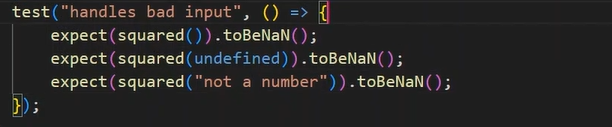 test("handles bad input", () => {
    expect(squared()).toBeNaN();
    expect(squared(undefined)).toBeNaN();
    expect(squared("not a number")).toBeNaN();
});